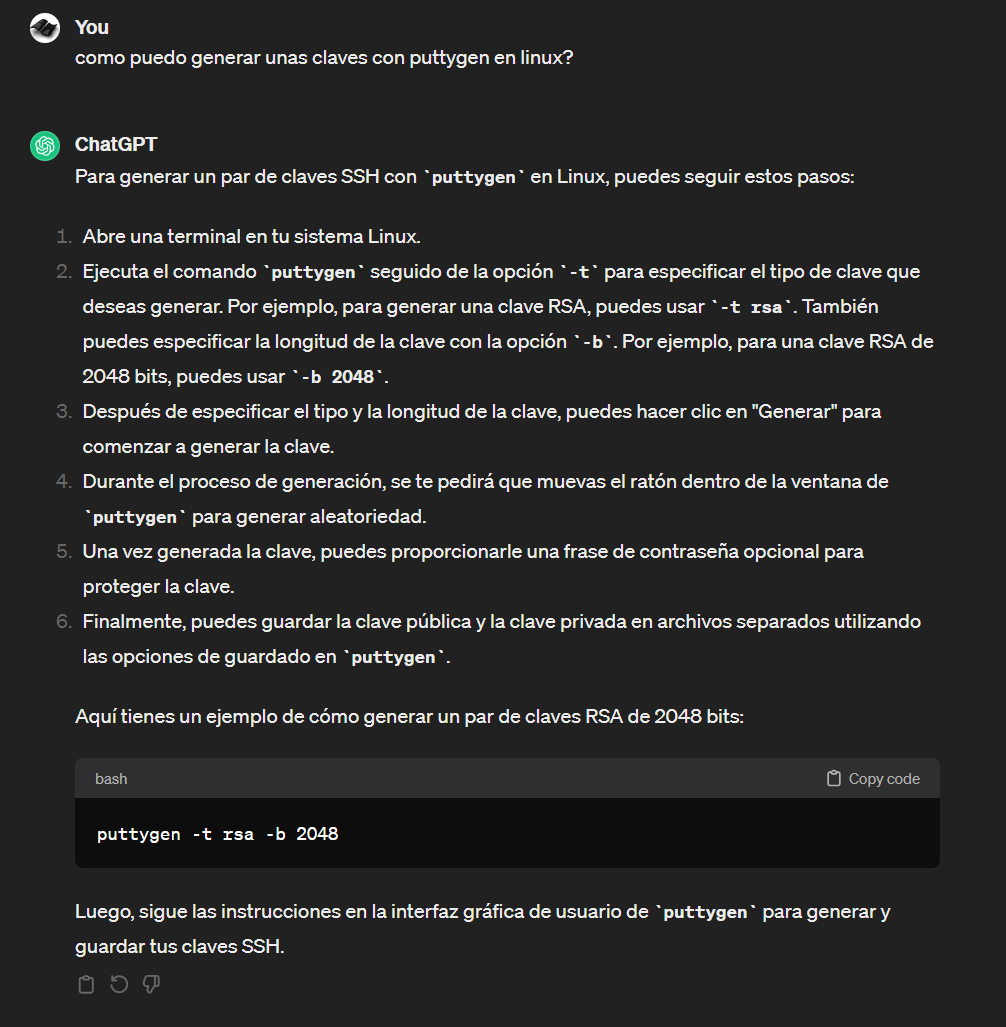 You
como puedo generar unas claves con puttygen en linux?
ChatGPT
Para generar un par de claves SSH con `puttygen` en Linux, puedes seguir estos pasos:
1. Abre una terminal en tu sistema Linux.
2. Ejecuta el comando `puttygen` seguido de la opción `-t` para especificar el tipo de clave que
deseas generar. Por ejemplo, para generar una clave RSA, puedes usar `-t rsa`. También
puedes especificar la longitud de la clave con la opción `-b`. Por ejemplo, para una clave RSA de
2048 bits, puedes usar `-b 2048`.
3. Después de especificar el tipo y la longitud de la clave, puedes hacer clic en "Generar" para
comenzar a generar la clave.
4. Durante el proceso de generación, se te pedirá que muevas el ratón dentro de la ventana de
`puttygen` para generar aleatoriedad.
5. Una vez generada la clave, puedes proporcionarle una frase de contraseña opcional para
proteger la clave.
6. Finalmente, puedes guardar la clave pública y la clave privada en archivos separados utilizando
las opciones de guardado en `puttygen`.
Aquí tienes un ejemplo de cómo generar un par de claves RSA de 2048 bits:
bash Copy code
puttygen -t rsa -b 2048
Luego, sigue las instrucciones en la interfaz gráfica de usuario de `puttygen` para generar y
guardar tus claves SSH.